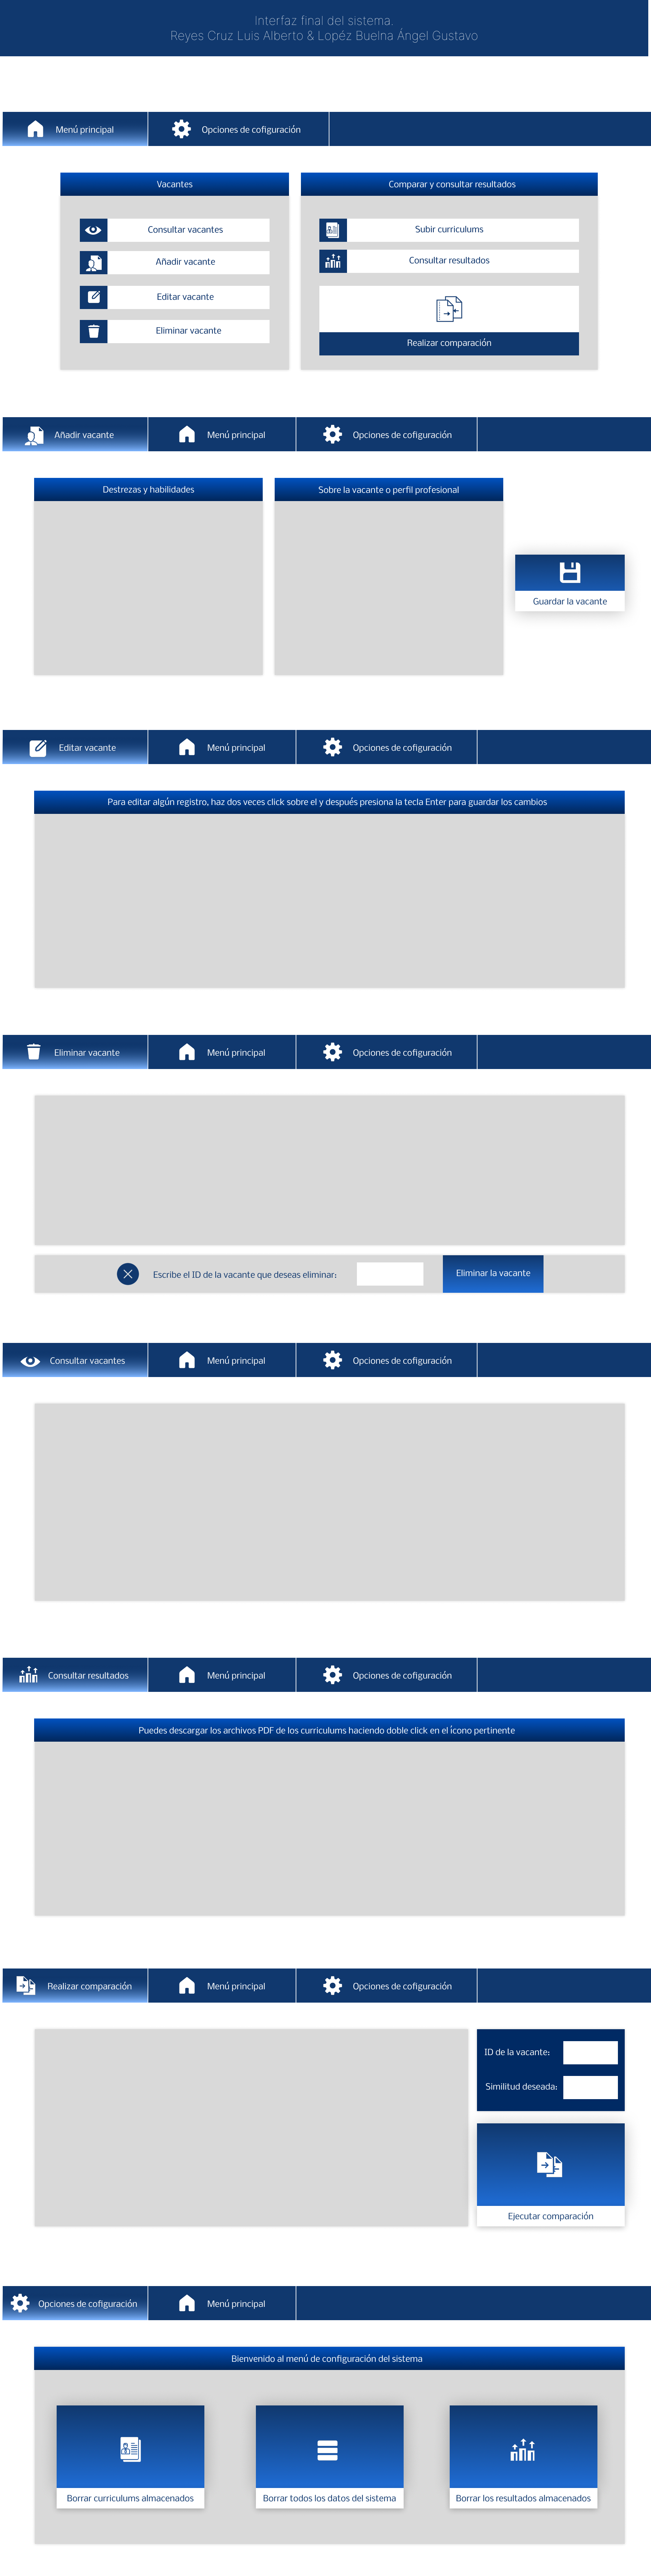 Interfaz final del sistema.
Reyes Cruz Luis Alberto & Lopéz Buelna Ángel Gustavo
Menú principal
Opciones de cofiguración
Vacantes
Consultar vacantes
Añadir vacante
Editar vacante
Eliminar vacante
Comparar y consultar resultados
Subir curriculums
Consultar resultados
Realizar comparación
Añadir vacante
Menú principal
Opciones de cofiguración
Destrezas y habilidades
Sobre la vacante o perfil profesional
Guardar la vacante
Editar vacante
Menú principal
Opciones de cofiguración
Para editar algún registro, haz dos veces click sobre el y después presiona la tecla Enter para guardar los cambios
Eliminar vacante
Menú principal
Opciones de cofiguración
Escribe el ID de la vacante que deseas eliminar:
Eliminar la vacante
Consultar vacantes
Menú principal
Opciones de cofiguración
Consultar resultados
Menú principal
Opciones de cofiguración
Puedes descargar los archivos PDF de los curriculums haciendo doble click en el ícono pertinente
Realizar comparación
Menú principal
Opciones de cofiguración
ID de la vacante:
Similitud deseada:
Ejecutar comparación
Opciones de cofiguración
Menú principal
Bienvenido al menú de configuración del sistema
Borrar curriculums almacenados
Borrar todos los datos del sistema
Borrar los resultados almacenados